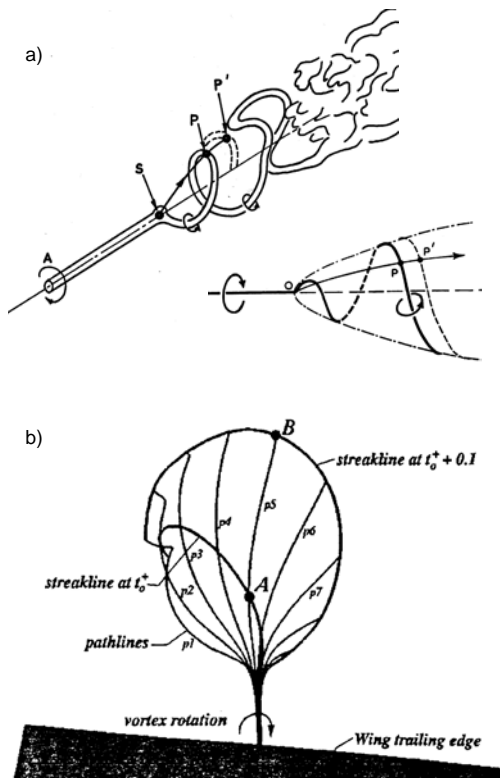 a)
P'
P
S
A
O
P'
P
b)
B
streakline at t₀⁺ + 0.1
p4
p5
p6
p3
streakline at t₀⁺
A
p2
p7
pathlines
p1
vortex rotation
Wing trailing edge